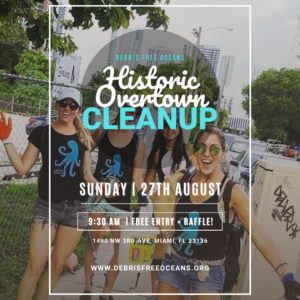 DEBRIS FREE OCEANS
Historic
Overtown
CLEANUP
SUNDAY | 27TH AUGUST
9:30 AM | FREE ENTRY + RAFFLE!
1490 NW 3RD AVE, MIAMI, FL 33136
WWW.DEBRISFREEOCEANS.ORG